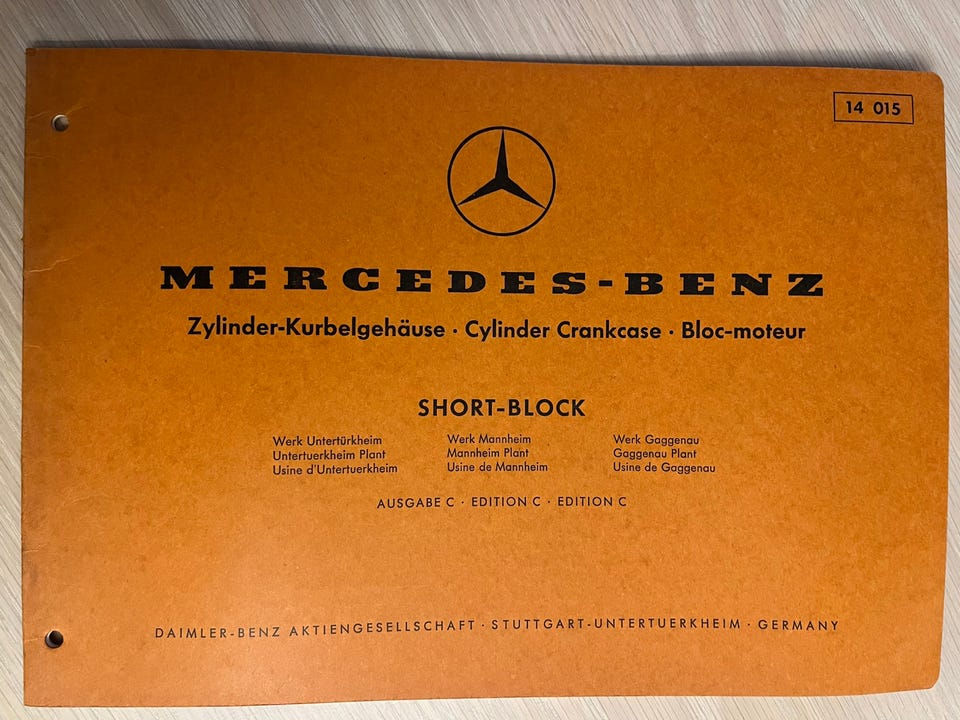 14 015
MERCEDES-BENZ
Zylinder-Kurbelgehäuse · Cylinder Crankcase · Bloc-moteur
SHORT-BLOCK
Werk Untertürkheim
Untertuerkheim Plant
Usine d'Untertuerkheim
Werk Mannheim
Mannheim Plant
Usine de Mannheim
Werk Gaggenau
Gaggenau Plant
Usine de Gaggenau
AUSGABE C · EDITION C · EDITION C
DAIMLER-BENZ AKTIENGESELLSCHAFT · STUTTGART-UNTERTUERKHEIM · GERMANY